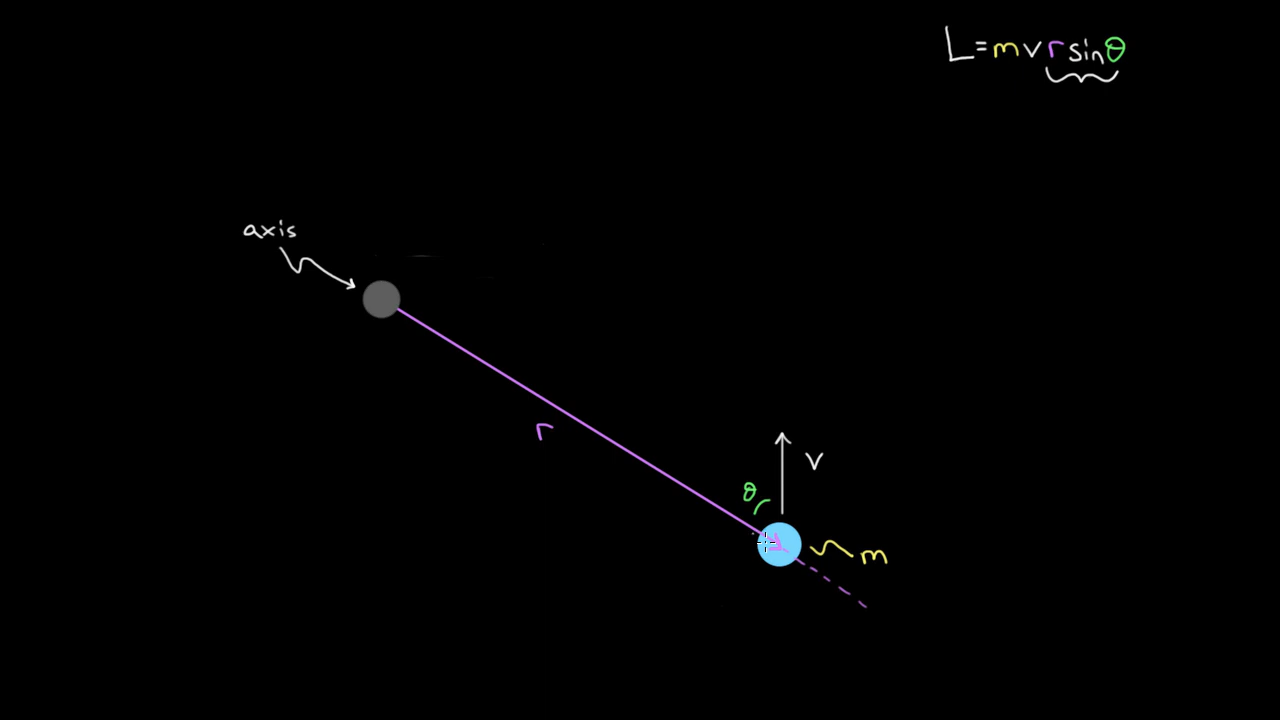 L=mvrsinθ
axis
r
v
θ
m